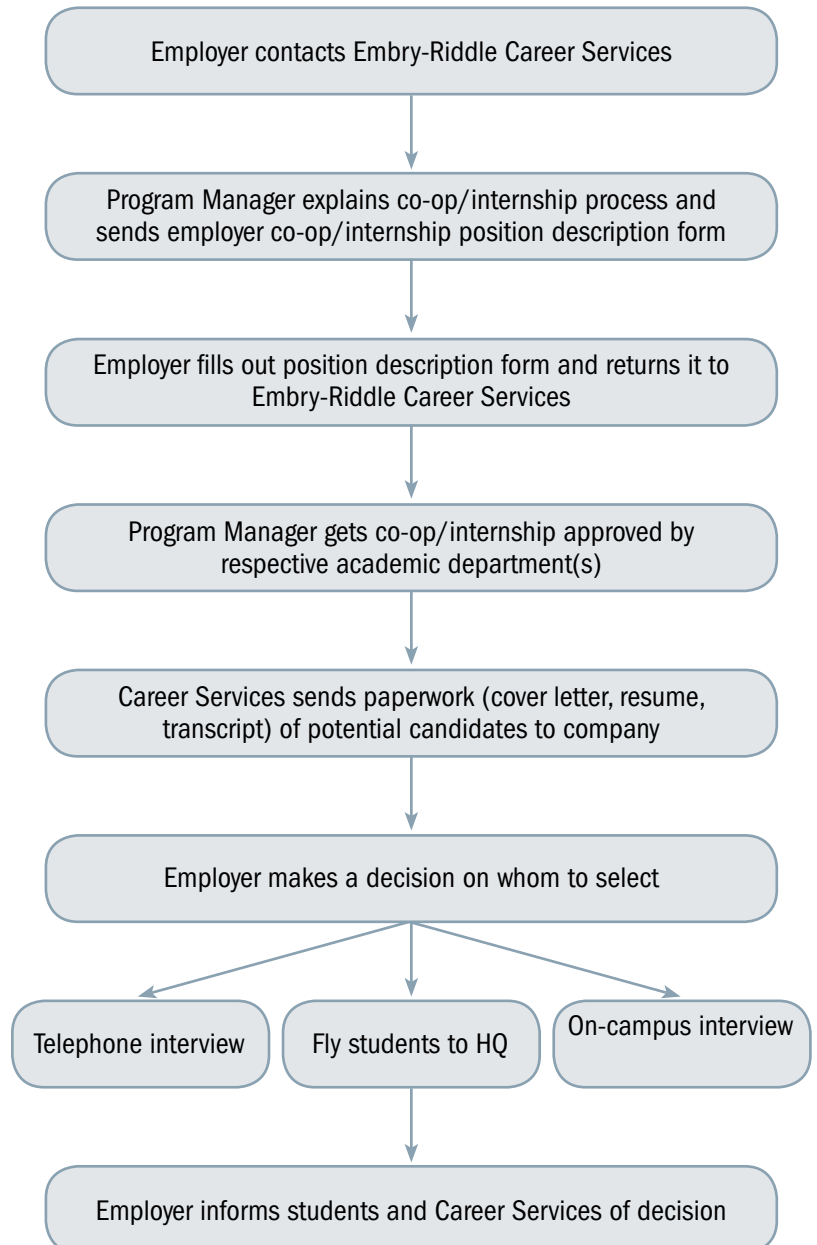 Employer contacts Embry-Riddle Career Services
Program Manager explains co-op/internship process and
sends employer co-op/internship position description form
Employer fills out position description form and returns it to
Embry-Riddle Career Services
Program Manager gets co-op/internship approved by
respective academic department(s)
Career Services sends paperwork (cover letter, resume,
transcript) of potential candidates to company
Employer makes a decision on whom to select
Telephone interview
Fly students to HQ
On-campus interview
Employer informs students and Career Services of decision